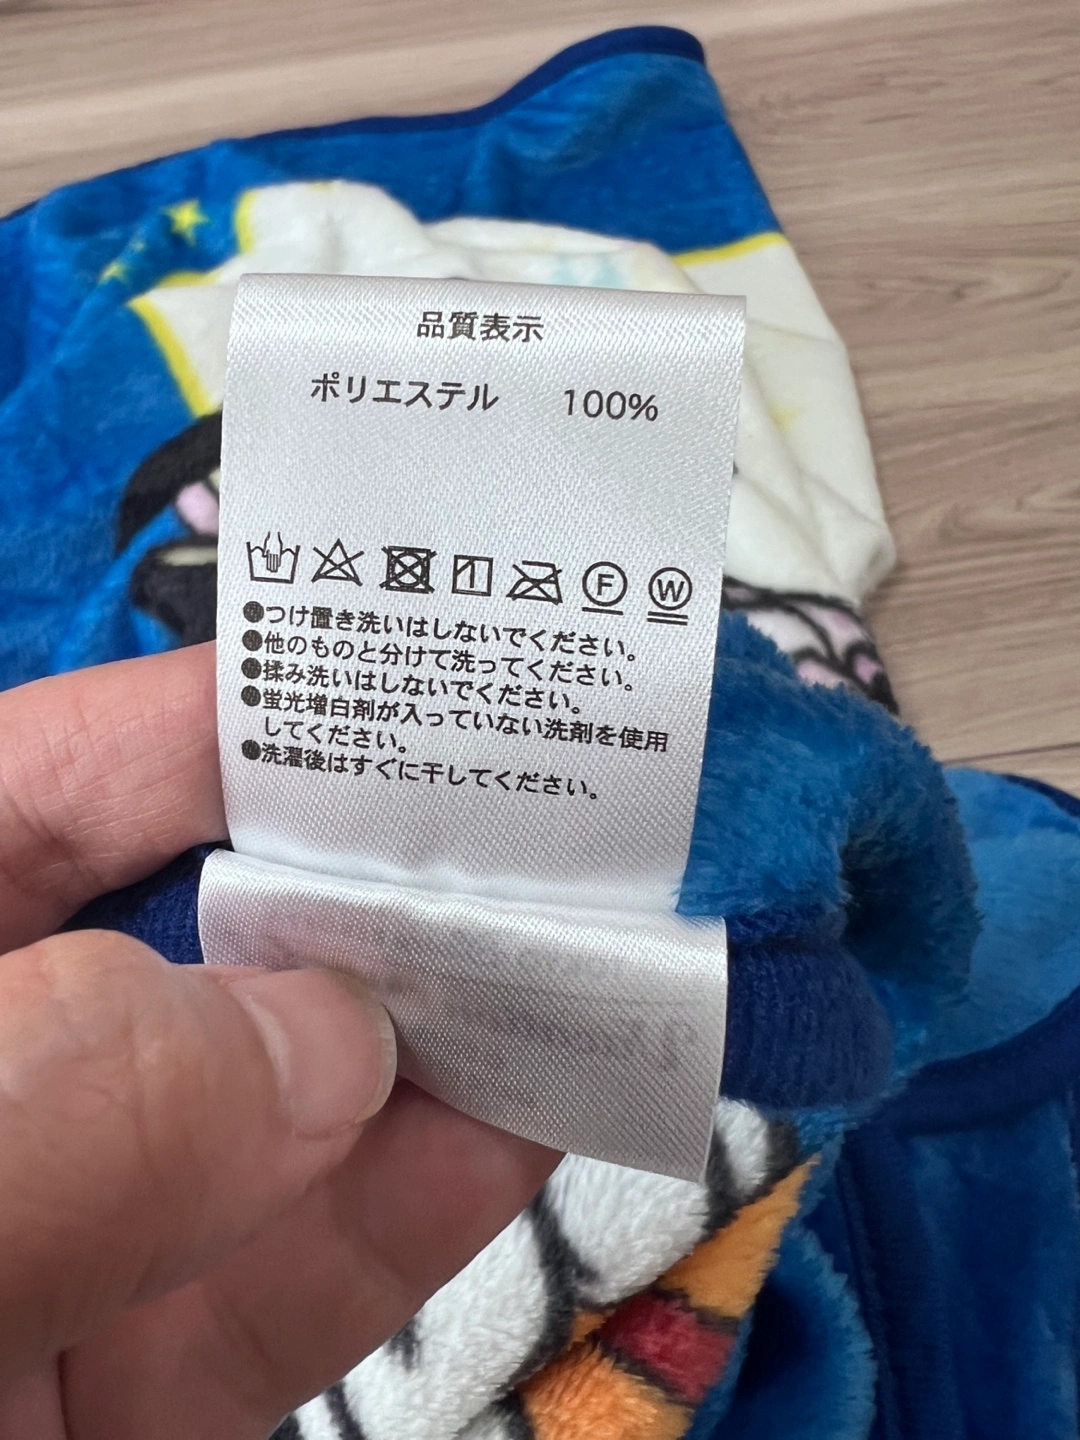 品質表示
ポリエステル 100%
F W
●つけ置き洗いはしないでください。
●他のものと分けて洗ってください。
●揉み洗いはしないでください。
●蛍光増白剤が入っていない洗剤を使用
してください。
●洗濯後はすぐに干してください。